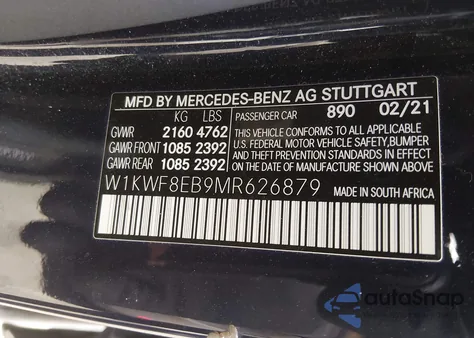 MFD BY MERCEDES-BENZ AG STUTTGART
KG LBS PASSENGER CAR 890 02/21
GVWR 2160 4762 THIS VEHICLE CONFORMS TO ALL APPLICABLE
GAWR FRONT 1085 2392 U.S. FEDERAL MOTOR VEHICLE SAFETY,BUMPER
GAWR REAR 1085 2392 AND THEFT PREVENTION STANDARDS IN EFFECT
ON THE DATE OF MANUFACTURE SHOWN ABOVE.
W1KWF8EB9MR626879 MADE IN SOUTH AFRICA
autoSnap